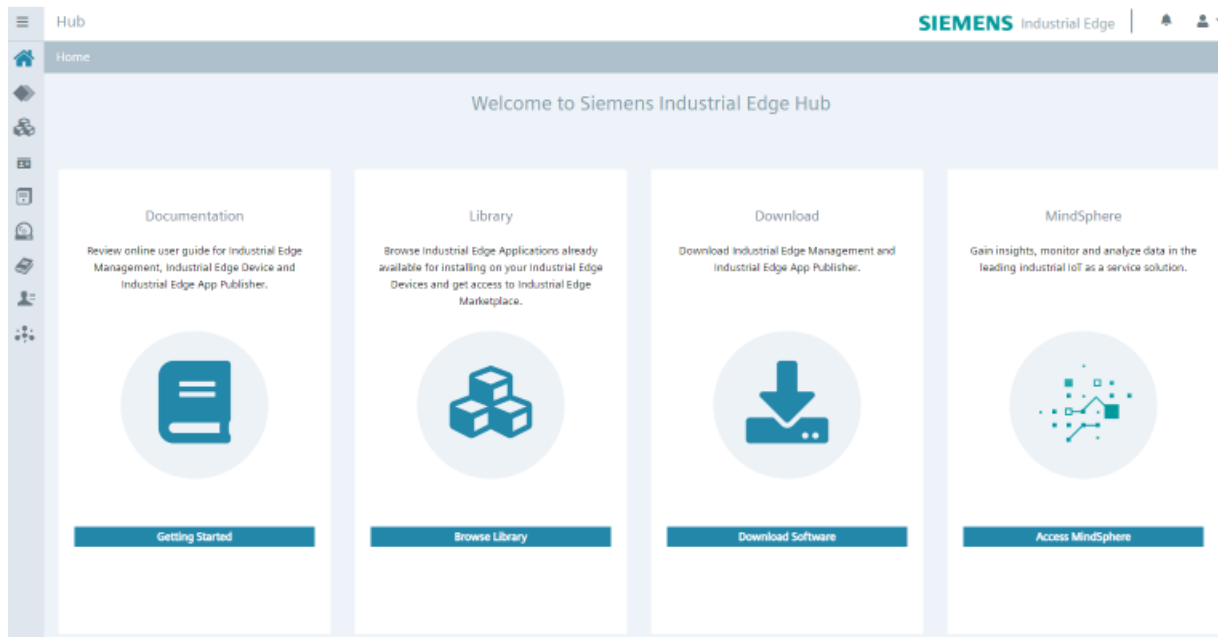 Hub
SIEMENS Industrial Edge
Home
Welcome to Siemens Industrial Edge Hub
Documentation
Review online user guide for Industrial Edge
Management, Industrial Edge Device and
Industrial Edge App Publisher.
Getting Started
Library
Browse Industrial Edge Applications already
available for installing on your Industrial Edge
Devices and get access to Industrial Edge
Marketplace.
Browse Library
Download
Download Industrial Edge Management and
Industrial Edge App Publisher.
Download Software
MindSphere
Gain insights, monitor and analyze data in the
leading industrial IoT as a service solution.
Access MindSphere